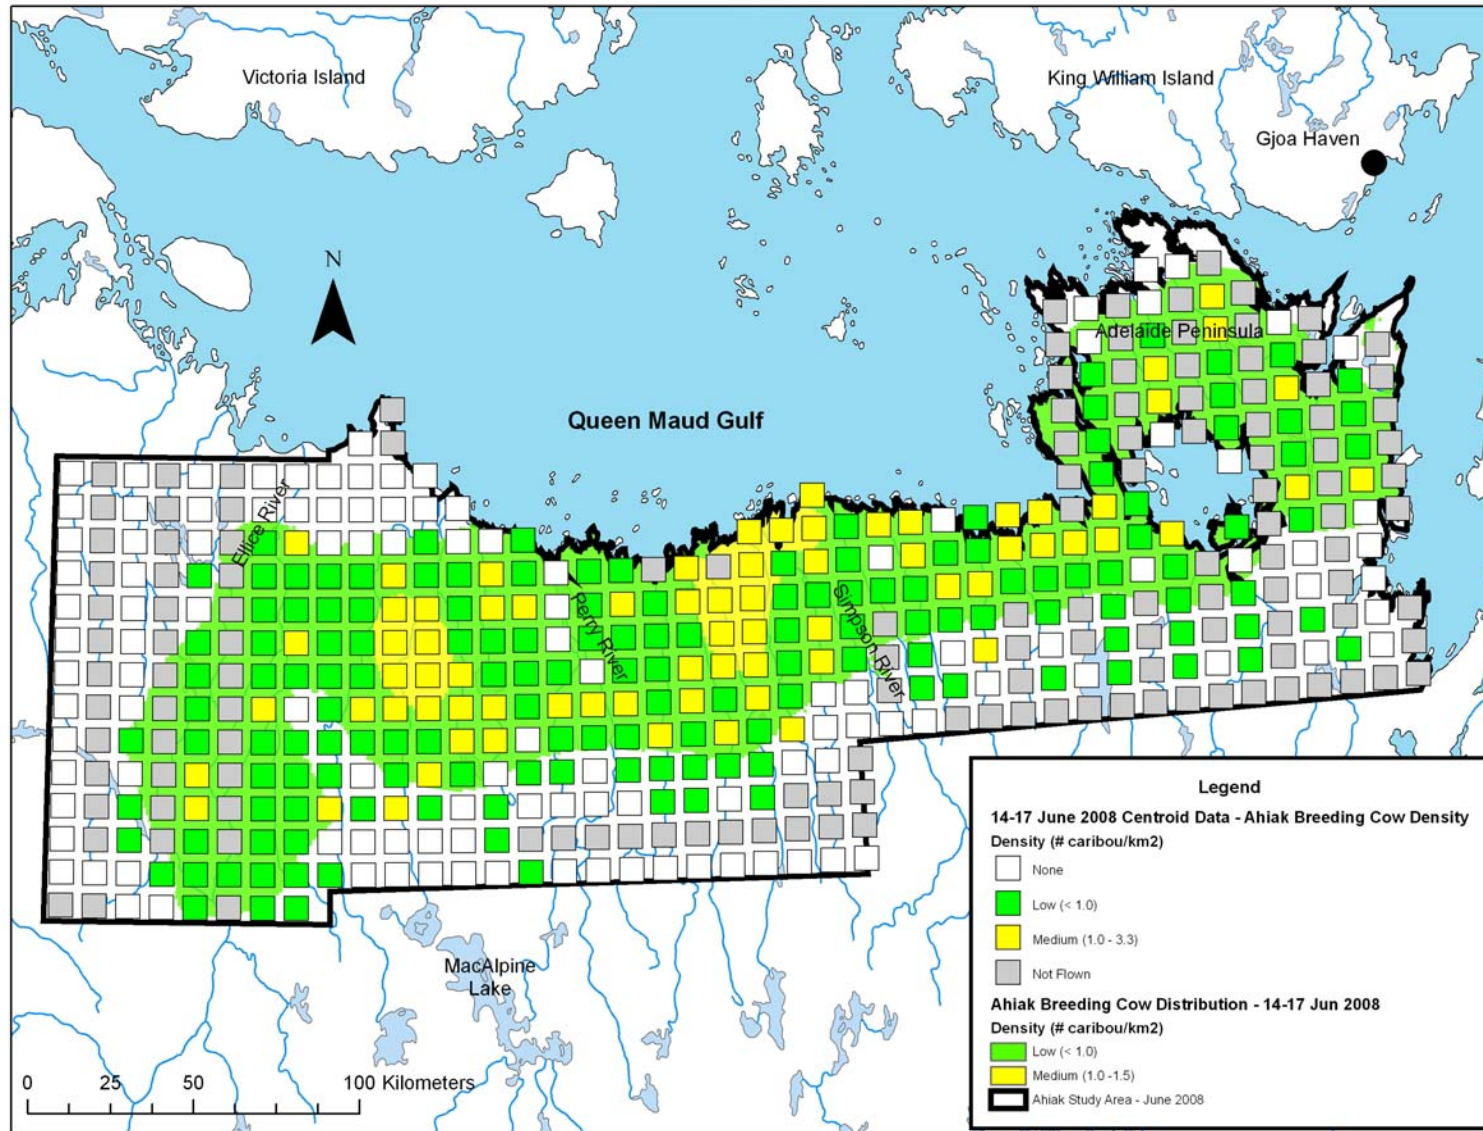 Victoria Island
King William Island
Gjoa Haven
N
Adelaide Peninsula
Queen Maud Gulf
Ellice River
Perry River
Simpson River
MacAlpine
Lake
0 25 50 100 Kilometers
Legend
14-17 June 2008 Centroid Data - Ahiak Breeding Cow Density
Density (# caribou/km2)
None
Low (< 1.0)
Medium (1.0 - 3.3)
Not Flown
Ahiak Breeding Cow Distribution - 14-17 Jun 2008
Density (# caribou/km2)
Low (< 1.0)
Medium (1.0 -1.5)
Ahiak Study Area - June 2008